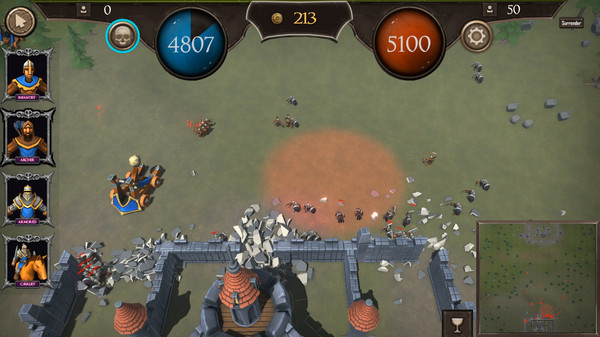 0
213
50
Surrender
4807
5100
INFANTRY
ARCHER
ARMORED
CAVALRY